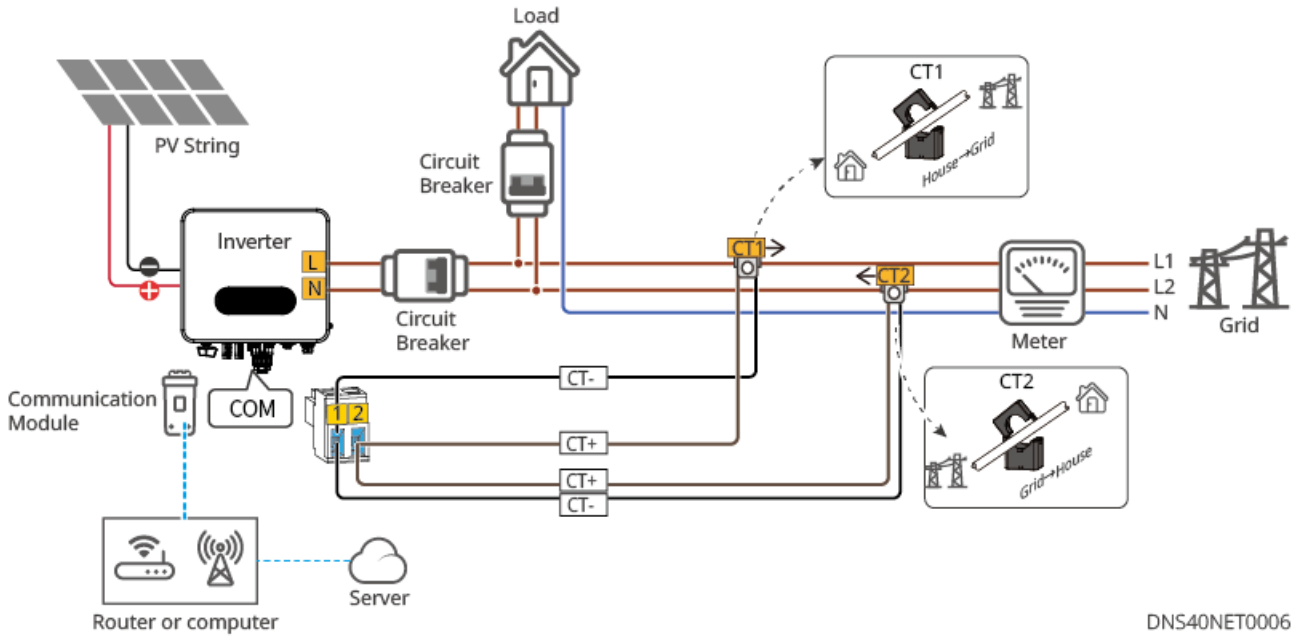 Load
CT1
House→Grid
PV String
Circuit
Breaker
Inverter
L
N
Circuit
Breaker
CT1
CT2
L1
L2
N
Meter
Grid
Communication
Module
COM
1 2
CT-
CT+
CT+
CT-
CT2
Grid→House
Router or computer
Server
DNS40NET0006